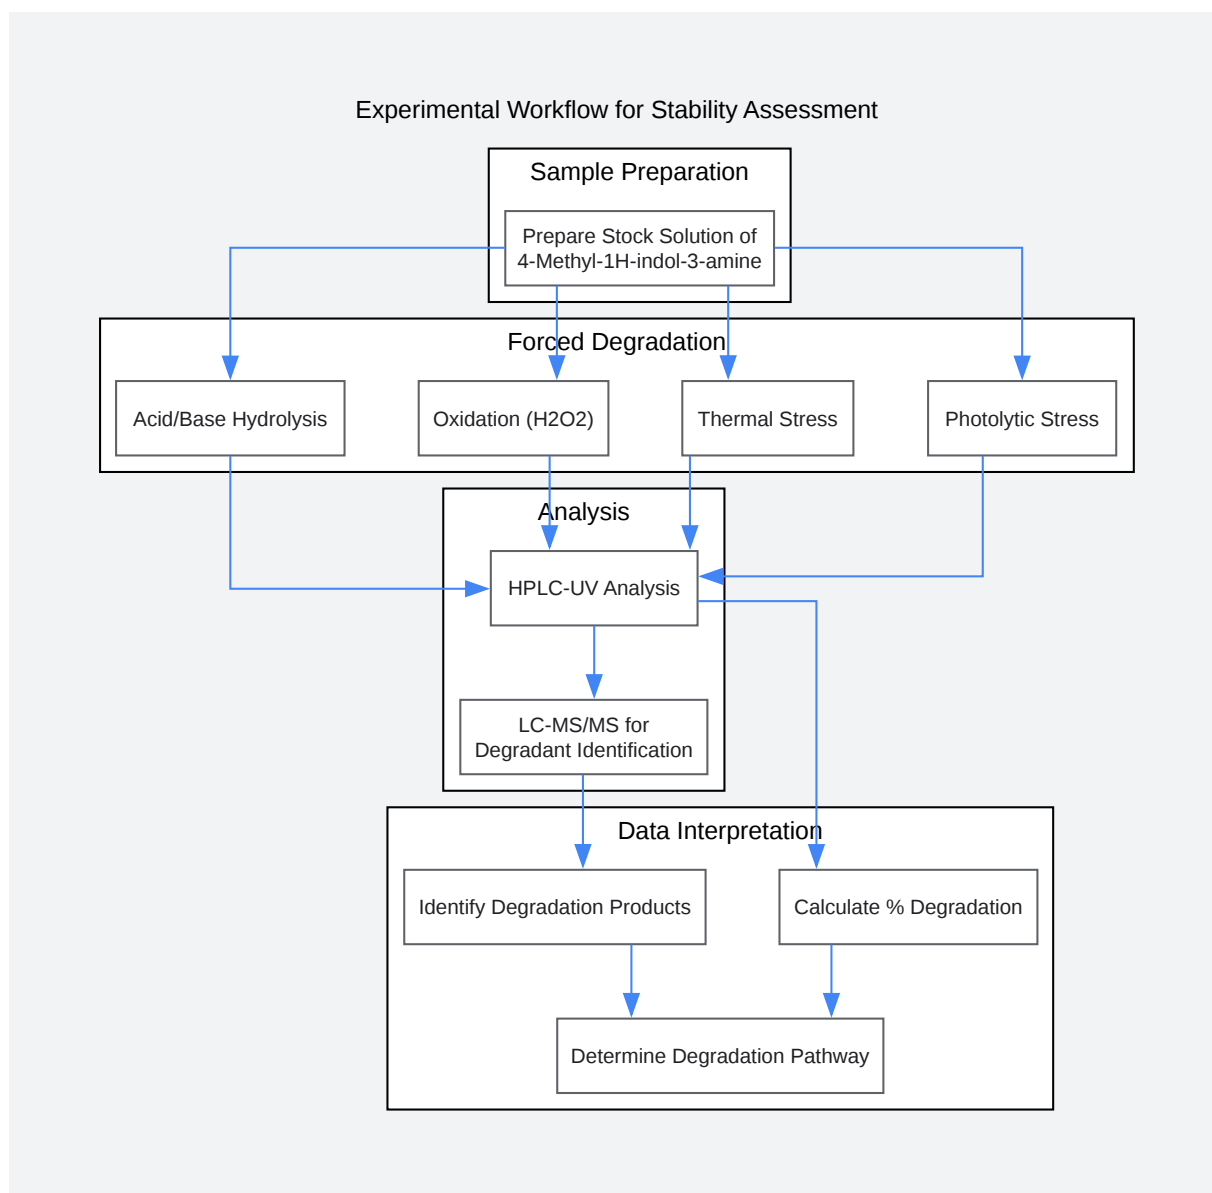 Experimental Workflow for Stability Assessment
Sample Preparation
Prepare Stock Solution of
4-Methyl-1H-indol-3-amine
Forced Degradation
Acid/Base Hydrolysis
Oxidation (H2O2)
Thermal Stress
Photolytic Stress
Analysis
HPLC-UV Analysis
LC-MS/MS for
Degradant Identification
Data Interpretation
Identify Degradation Products
Calculate % Degradation
Determine Degradation Pathway